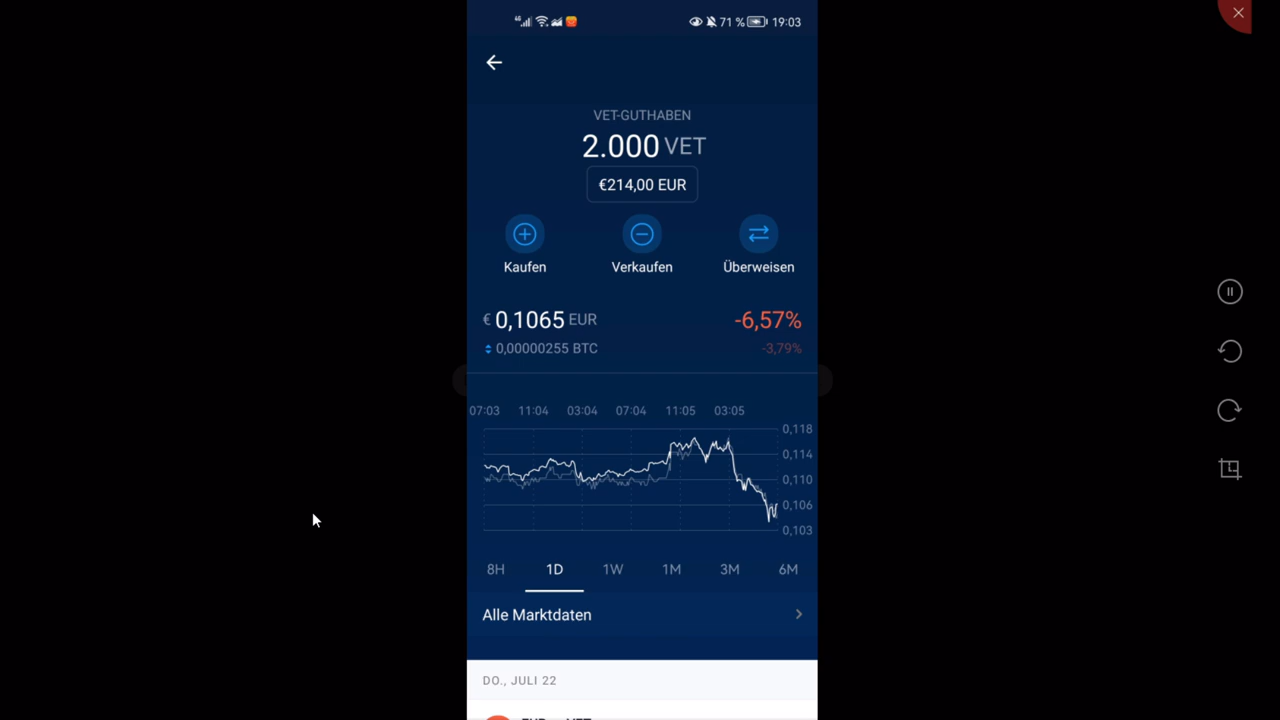 71 % 19:03
VET-GUTHABEN
2.000 VET
€214,00 EUR
Kaufen Verkaufen Überweisen
€ 0,1065 EUR -6,57%
0,00000255 BTC -3,79%
07:03 11:04 03:04 07:04 11:05 03:05
0,118
0,114
0,110
0,106
0,103
8H 1D 1W 1M 3M 6M
Alle Marktdaten
DO., JULI 22